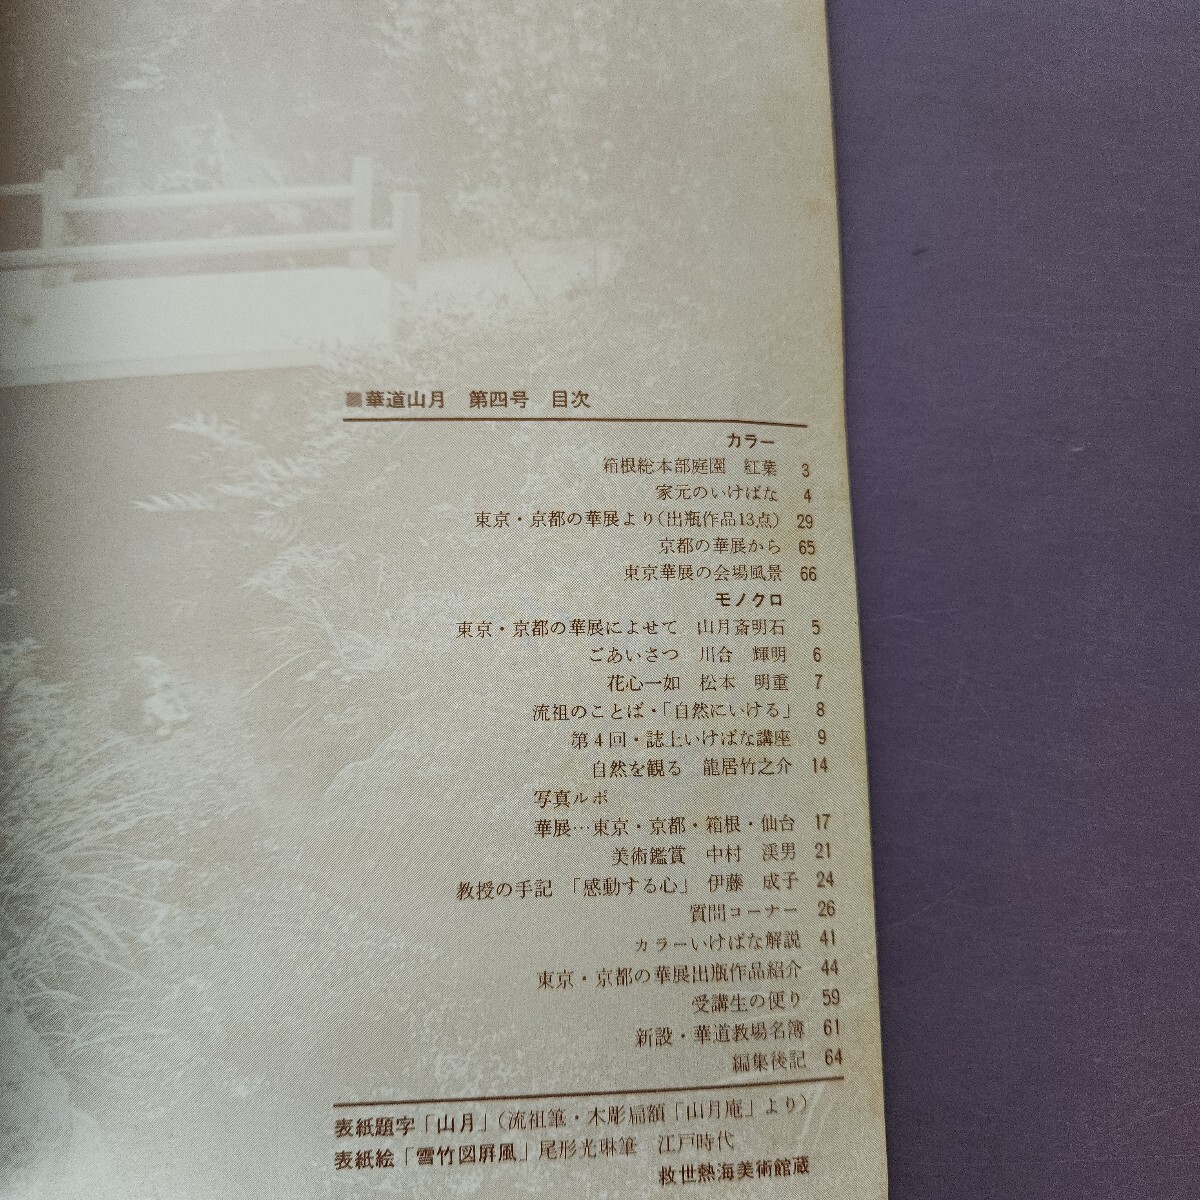 ■華道山月　第四号　目次
カラー
箱根総本部庭園　紅葉　3
家元のいけばな　4
東京・京都の華展より（出瓶作品13点）　29
京都の華展から　65
東京華展の会場風景　66
モノクロ
東京・京都の華展によせて　山月斎明石　5
ごあいさつ　川合　輝明　6
花心一如　松本　明重　7
流祖のことば・「自然にいける」　8
第4回・誌上いけばな講座　9
自然を観る　龍居竹之介　14
写真ルポ
華展…東京・京都・箱根・仙台　17
美術鑑賞　中村　渓男　21
教授の手記　「感動する心」　伊藤　成子　24
質問コーナー　26
カラーいけばな解説　41
東京・京都の華展出瓶作品紹介　44
受講生の便り　59
新設・華道教場名簿　61
編集後記　64
表紙題字「山月」（流祖筆・木彫扁額「山月庵」より）
表紙絵「雪竹図屛風」尾形光琳筆　江戸時代
救世熱海美術館蔵